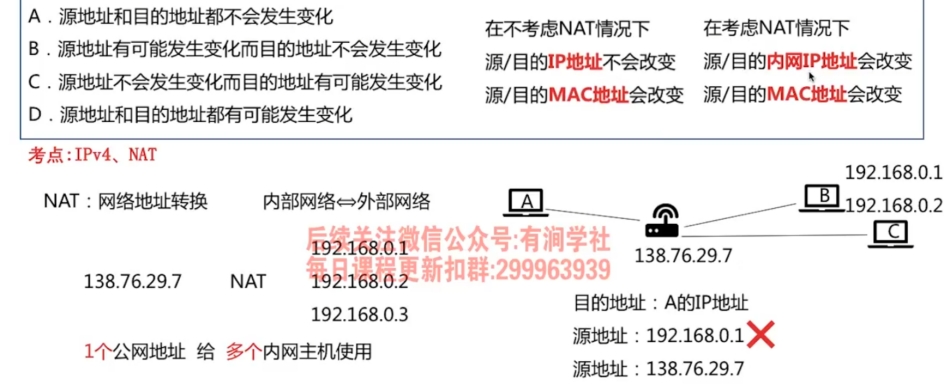 A．源地址和目的地址都不会发生变化
B．源地址有可能发生变化而目的地址不会发生变化
C．源地址不会发生变化而目的地址有可能发生变化
D．源地址和目的地址都有可能发生变化
在不考虑NAT情况下
源/目的IP地址不会改变
源/目的MAC地址会改变
在考虑NAT情况下
源/目的内网IP地址会改变
源/目的MAC地址会改变
考点:IPv4、NAT
NAT：网络地址转换
内部网络⇔外部网络
后续关注微信公众号:有涧学社
每日课程更新扣群:299963939
192.168.0.1
138.76.29.7 NAT 192.168.0.2
192.168.0.3
1个公网地址 给 多个内网主机使用
A
B
C
192.168.0.1
192.168.0.2
138.76.29.7
目的地址：A的IP地址
源地址：192.168.0.1
源地址：138.76.29.7